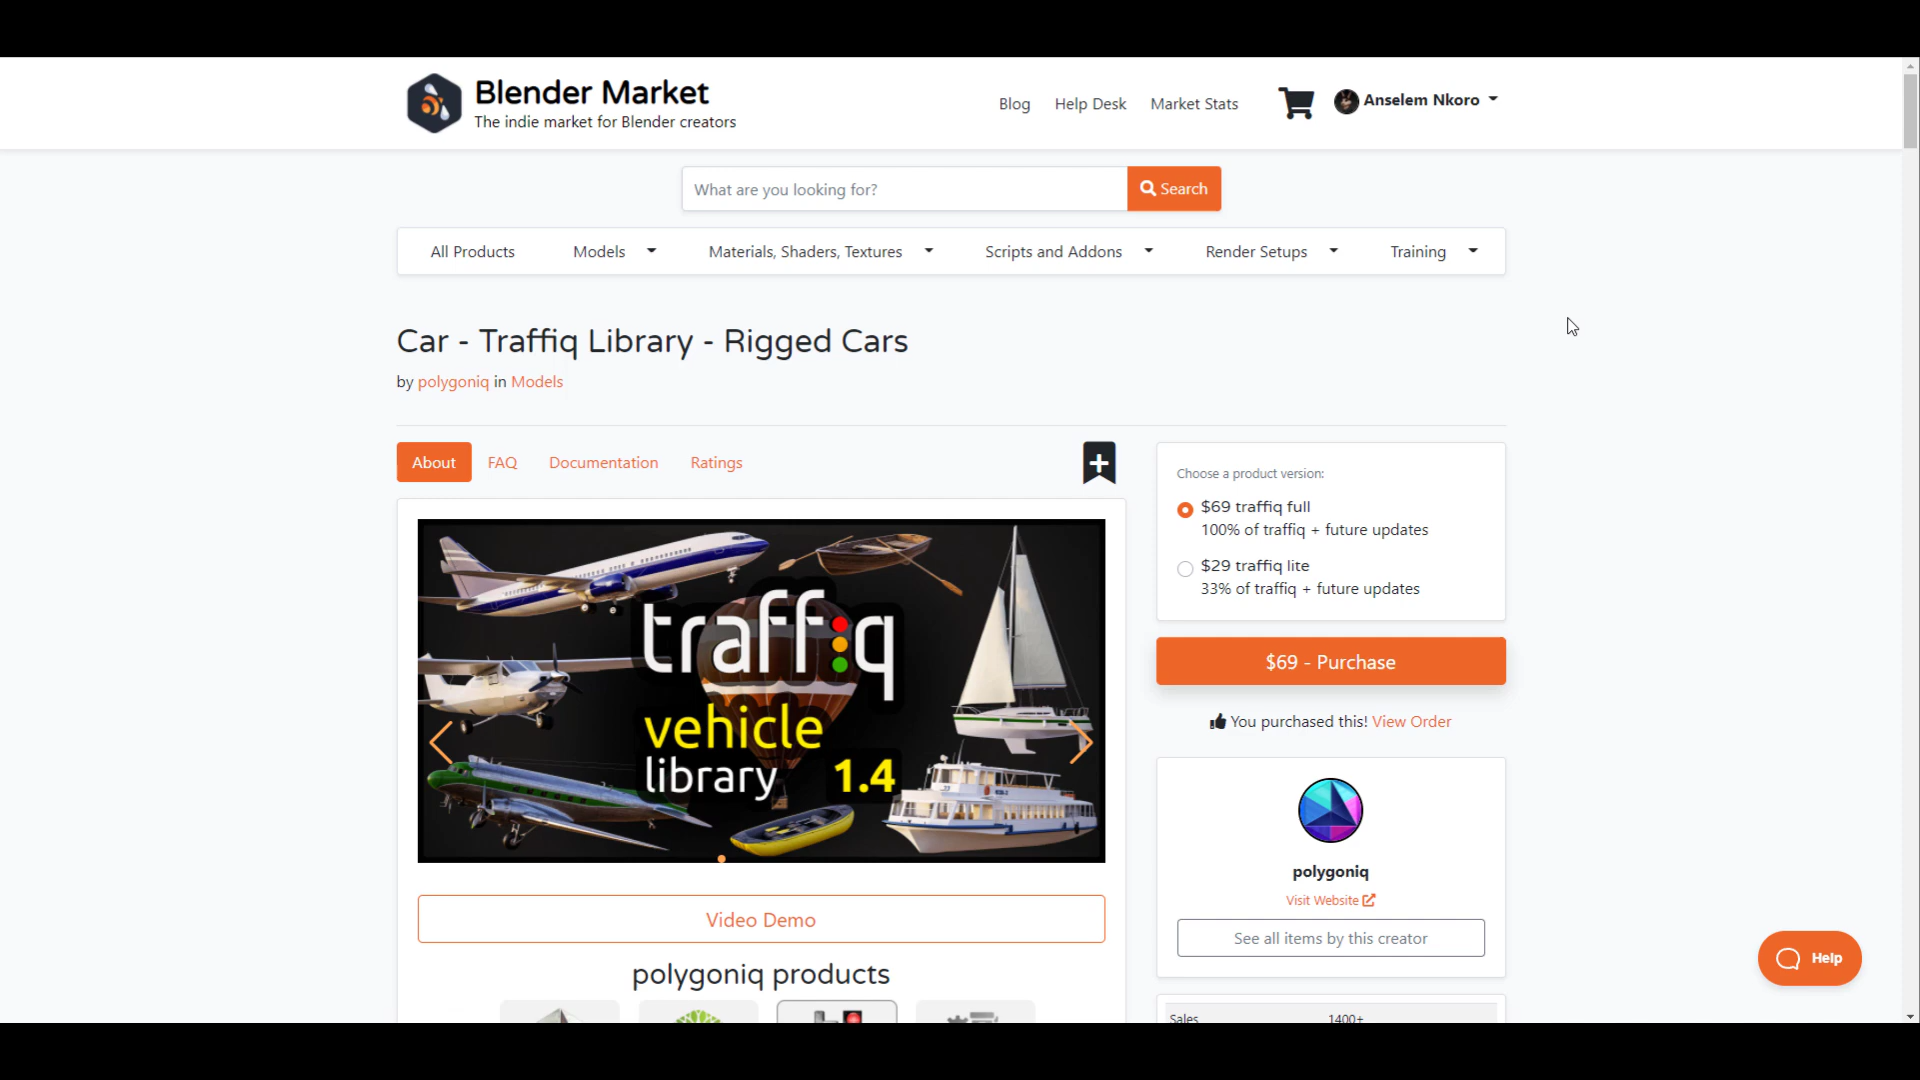 Blender Market
The indie market for Blender creators
Blog Help Desk Market Stats
Anselem Nkoro
What are you looking for?
Search
All Products Models Materials, Shaders, Textures Scripts and Addons Render Setups Training
Car - Traffiq Library - Rigged Cars
by polygoniq in Models
About FAQ Documentation Ratings
Choose a product version:
$69 traffiq full
100% of traffiq + future updates
$29 traffiq lite
33% of traffiq + future updates
$69 - Purchase
You purchased this! View Order
traffiq
vehicle
library 1.4
polygoniq
Visit Website
See all items by this creator
Video Demo
polygoniq products
Help
Sales 1400+